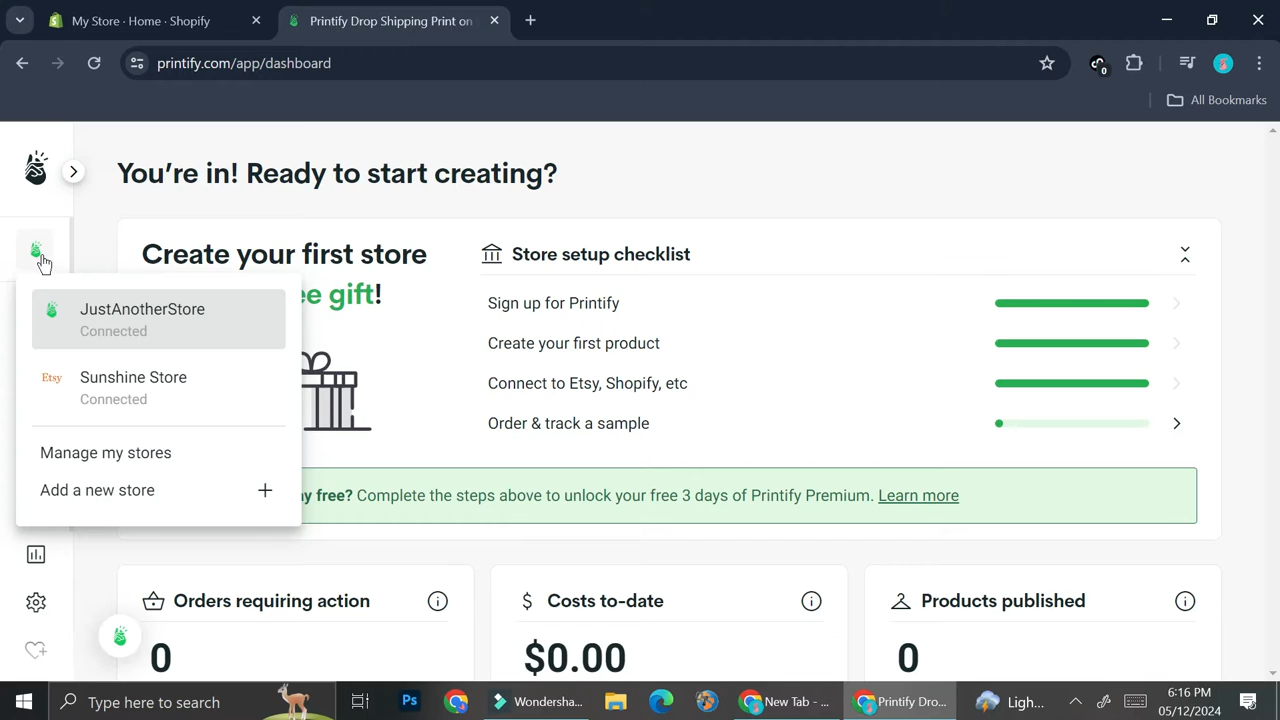 My Store · Home · Shopify
Printify Drop Shipping Print on
printify.com/app/dashboard
0
All Bookmarks
You’re in! Ready to start creating?
Create your first store
ee gift!
Store setup checklist
Sign up for Printify
Create your first product
Connect to Etsy, Shopify, etc
Order & track a sample
JustAnotherStore
Connected
Etsy
Sunshine Store
Connected
Manage my stores
Add a new store
y free? Complete the steps above to unlock your free 3 days of Printify Premium. Learn more
Orders requiring action
0
$ Costs to-date
$0.00
Products published
0
Type here to search
Ps
Wondersha...
New Tab - ...
Printify Dro...
Ligh...
6:16 PM
05/12/2024